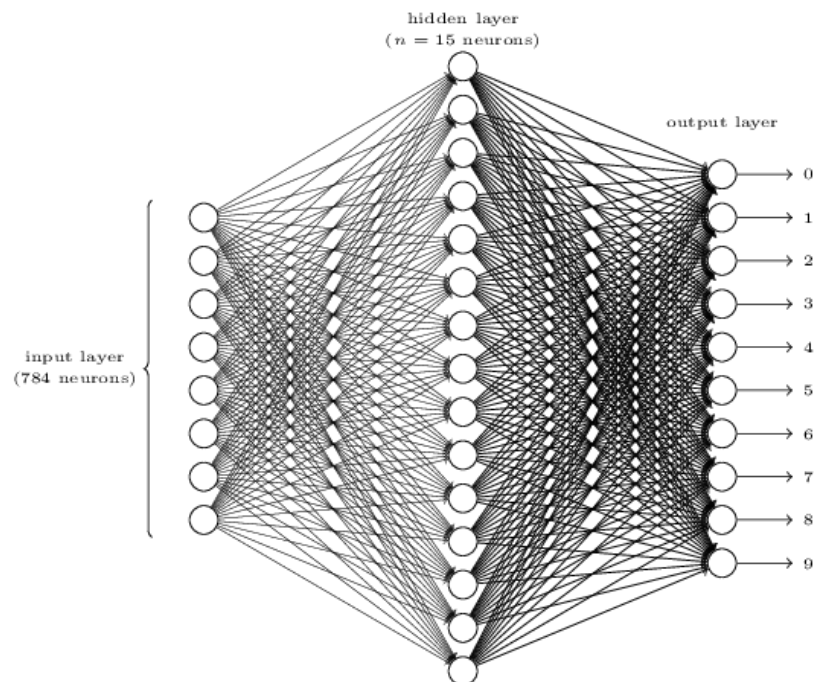 hidden layer
(n = 15 neurons)
output layer
0
1
2
3
4
5
6
7
8
9
input layer
(784 neurons)